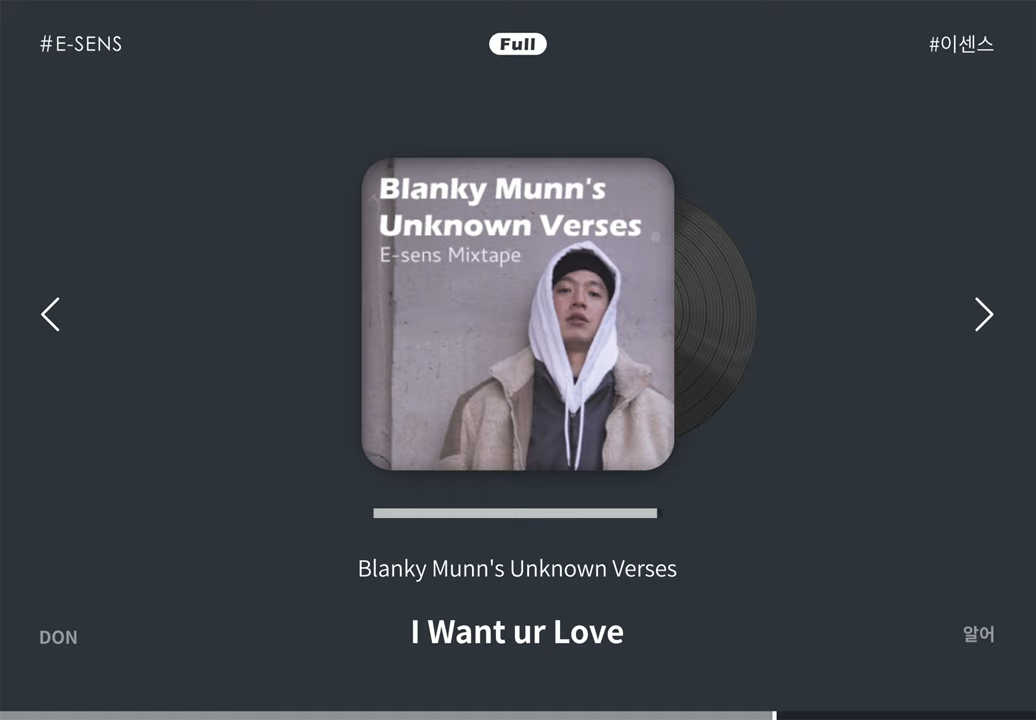 #E-SENS
Full
#이센스
Blanky Munn's
Unknown Verses
E-sens Mixtape
Blanky Munn's Unknown Verses
DON
I Want ur Love
알어